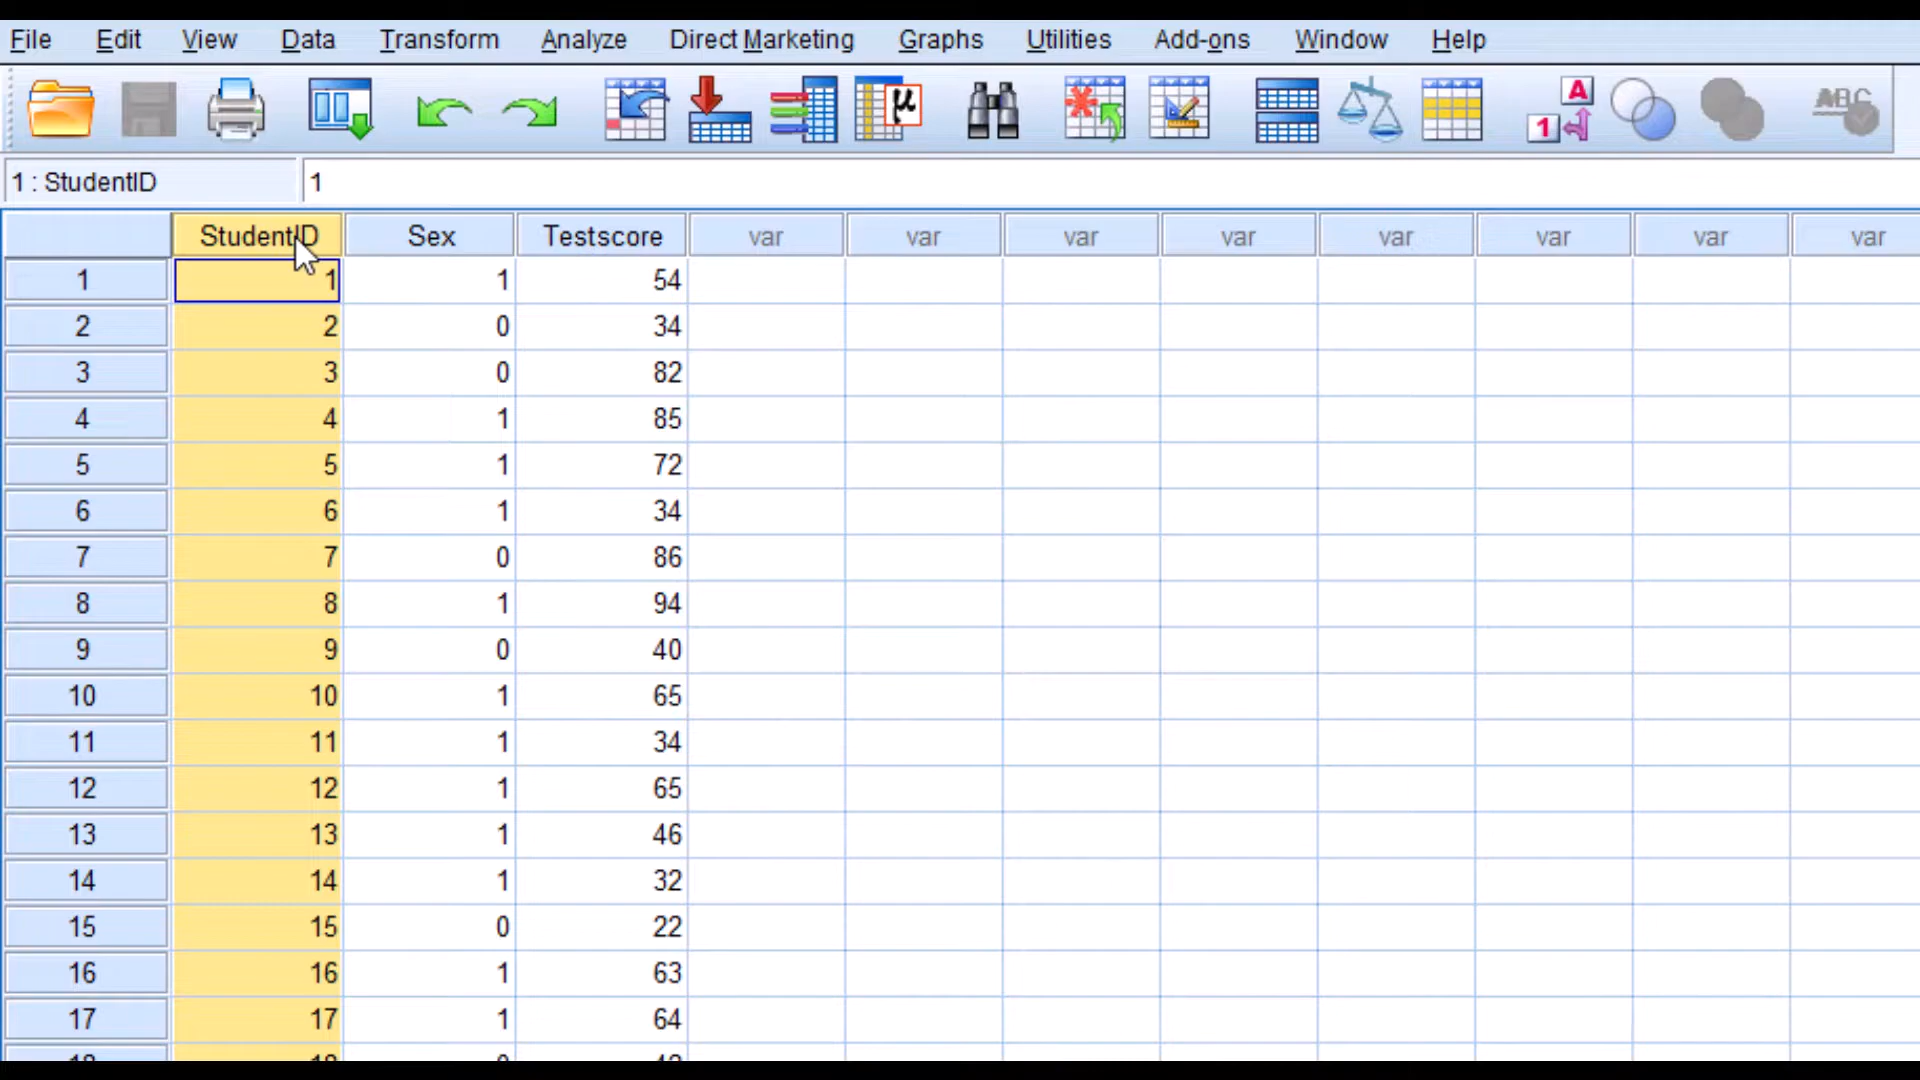 File Edit View Data Transform Analyze Direct Marketing Graphs Utilities Add-ons Window Help
μ A 1 ABC
1 : StudentID 1
StudentID Sex Testscore var var var var var var var var
1 1 1 54
2 2 0 34
3 3 0 82
4 4 1 85
5 5 1 72
6 6 1 34
7 7 0 86
8 8 1 94
9 9 0 40
10 10 1 65
11 11 1 34
12 12 1 65
13 13 1 46
14 14 1 32
15 15 0 22
16 16 1 63
17 17 1 64